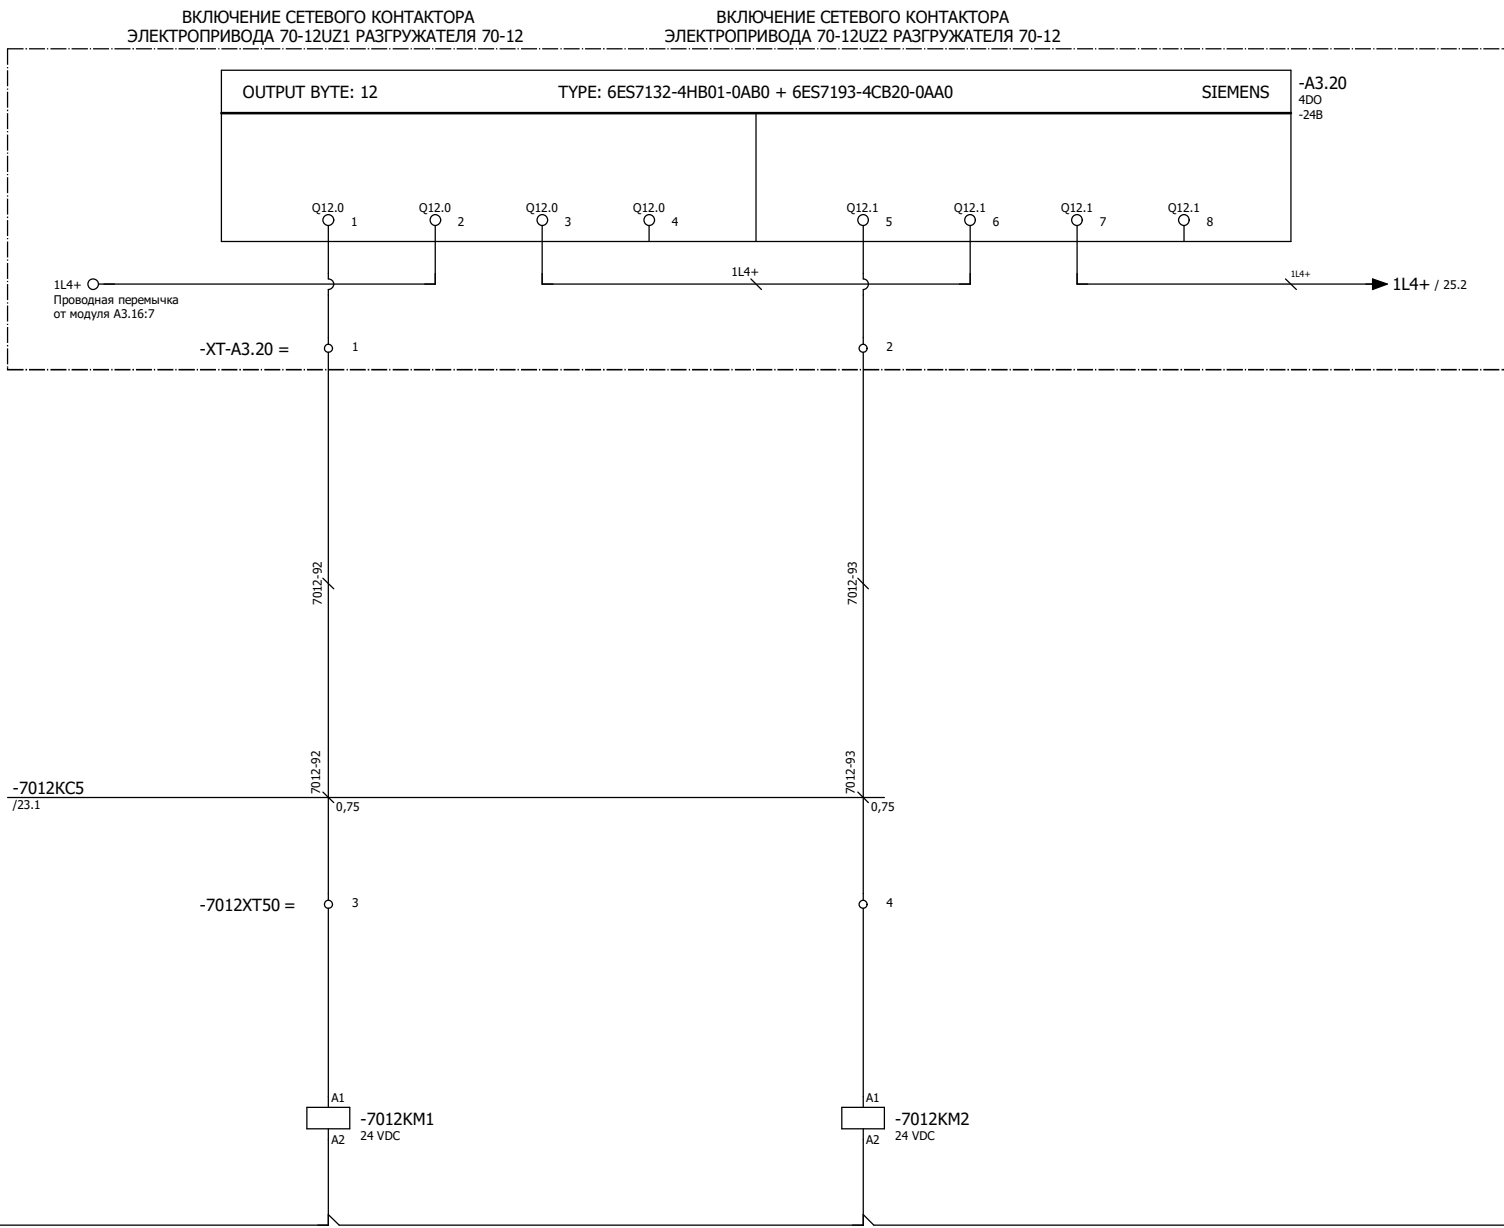 ВКЛЮЧЕНИЕ СЕТЕВОГО КОНТАКТОРА
ЭЛЕКТРОПРИВОДА 70-12UZ1 РАЗГРУЖАТЕЛЯ 70-12
ВКЛЮЧЕНИЕ СЕТЕВОГО КОНТАКТОРА
ЭЛЕКТРОПРИВОДА 70-12UZ2 РАЗГРУЖАТЕЛЯ 70-12
OUTPUT BYTE: 12
TYPE: 6ES7132-4HB01-0AB0 + 6ES7193-4CB20-0AA0
SIEMENS
-A3.20
4DO
-24В
Q12.0
1
Q12.0
2
Q12.0
3
Q12.0
4
Q12.1
5
Q12.1
6
Q12.1
7
Q12.1
8
1L4+
Проводная перемычка
от модуля А3.16:7
1L4+
1L4+
1L4+ / 25.2
-XT-A3.20 =
1
2
7012-92
7012-93
7012-92
7012-93
-7012KC5
/23.1
0,75
0,75
-7012XT50 =
3
4
A1
-7012KM1
A2
24 VDC
A1
-7012KM2
A2
24 VDC